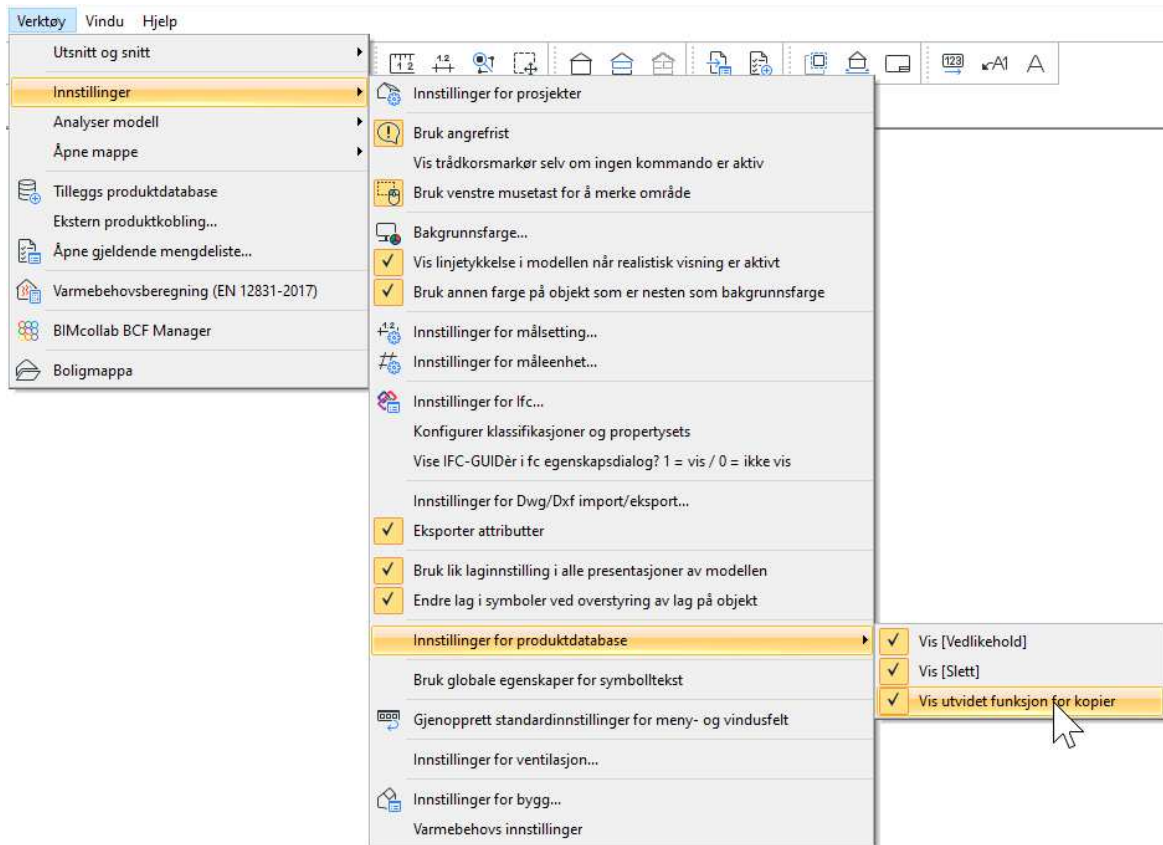 Verktøy Vindu Hjelp
Utsnitt og snitt
Innstillinger
Analyser modell
Åpne mappe
Tilleggs produktdatabase
Ekstern produktkobling...
Åpne gjeldende mengdeliste...
Varmebehovsberegning (EN 12831-2017)
BIMcollab BCF Manager
Boligmappa
1 2 1.2 123 A1 A
Innstillinger for prosjekter
Bruk angrefrist
Vis trådkorsmarkør selv om ingen kommando er aktiv
Bruk venstre musetast for å merke område
Bakgrunnsfarge...
Vis linjetykkelse i modellen når realistisk visning er aktivt
Bruk annen farge på objekt som er nesten som bakgrunnsfarge
Innstillinger for målsetting...
Innstillinger for måleenhet...
Innstillinger for Ifc...
Konfigurer klassifikasjoner og propertysets
Vise IFC-GUIDèr i fc egenskapsdialog? 1 = vis / 0 = ikke vis
Innstillinger for Dwg/Dxf import/eksport...
Eksporter attributter
Bruk lik laginnstilling i alle presentasjoner av modellen
Endre lag i symboler ved overstyring av lag på objekt
Innstillinger for produktdatabase
Bruk globale egenskaper for symbolltekst
Gjenopprett standardinnstillinger for meny- og vindusfelt
Innstillinger for ventilasjon...
Innstillinger for bygg...
Varmebehovs innstillinger
Vis [Vedlikehold]
Vis [Slett]
Vis utvidet funksjon for kopier